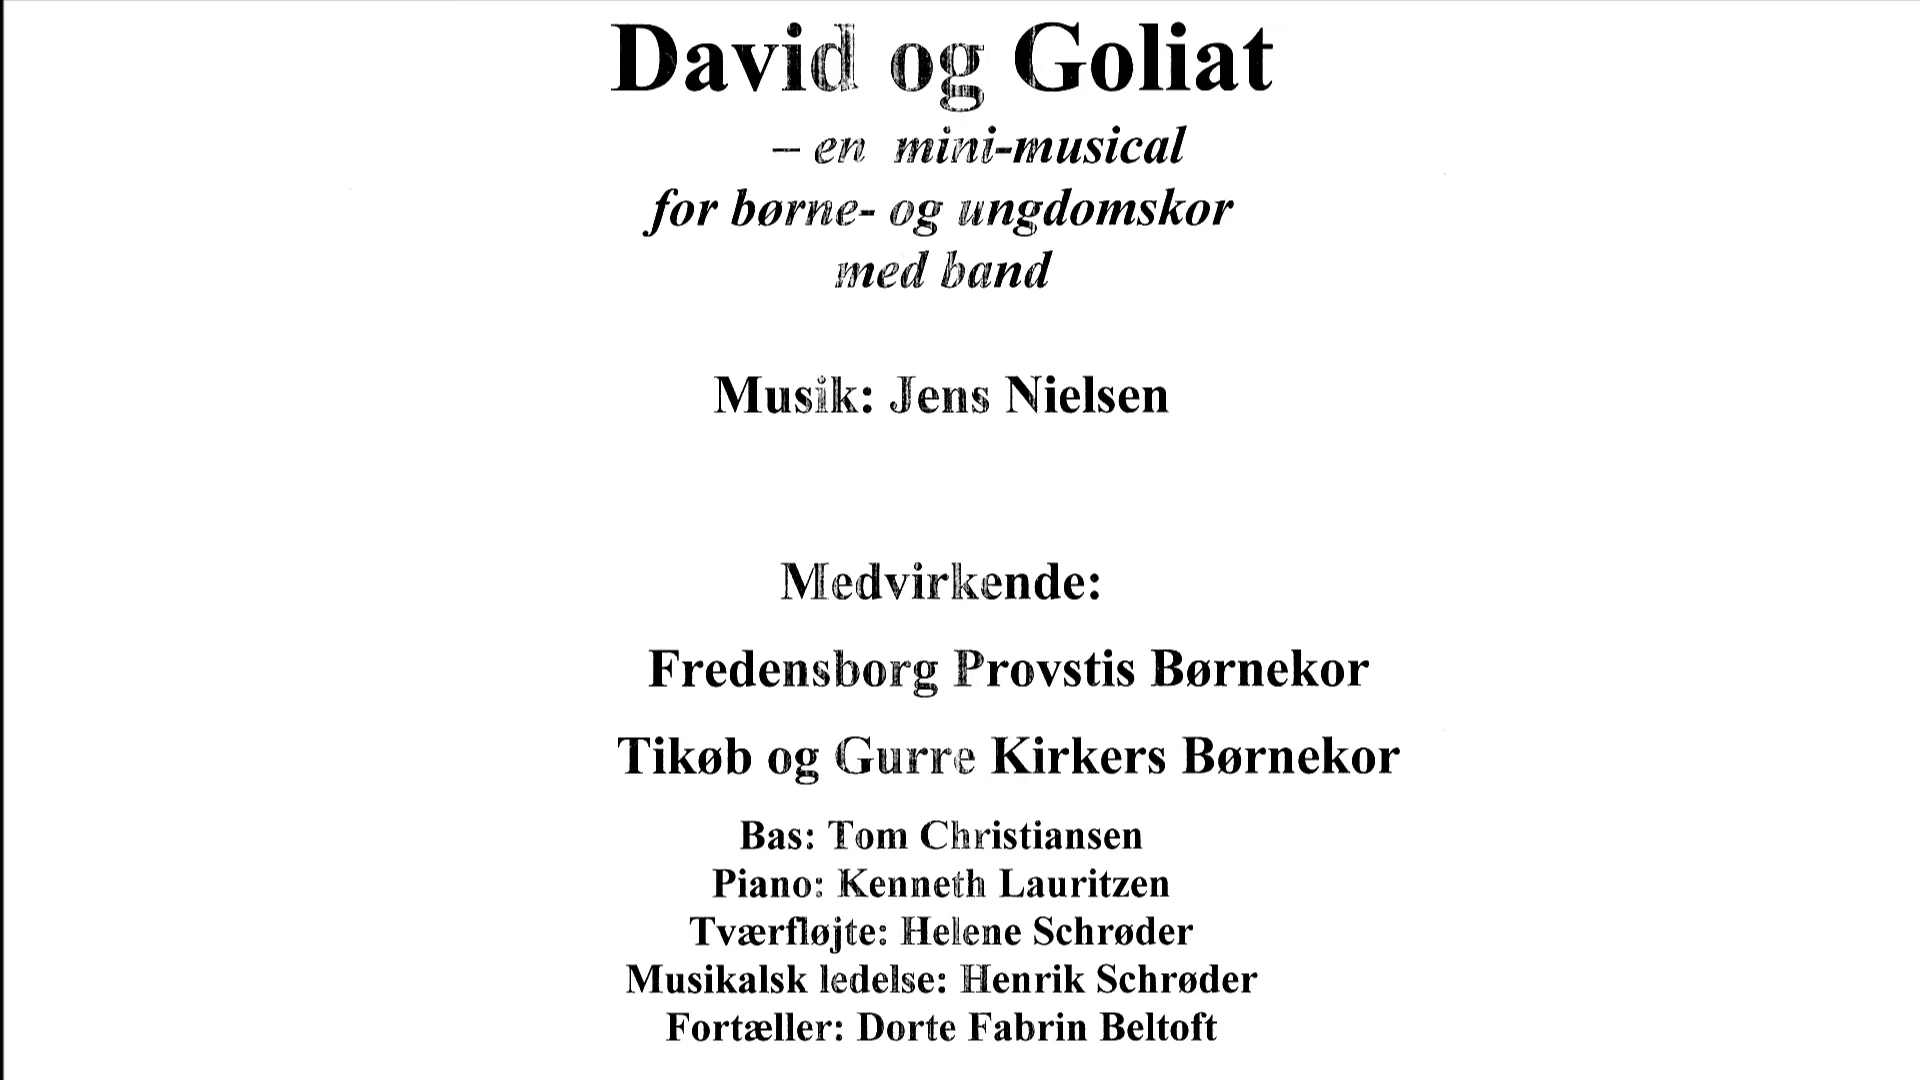 David og Goliat
– en mini-musical
for børne- og ungdomskor
med band
Musik: Jens Nielsen
Medvirkende:
Fredensborg Provstis Børnekor
Tikøb og Gurre Kirkers Børnekor
Bas: Tom Christiansen
Piano: Kenneth Lauritzen
Tværfløjte: Helene Schrøder
Musikalsk ledelse: Henrik Schrøder
Fortæller: Dorte Fabrin Beltoft